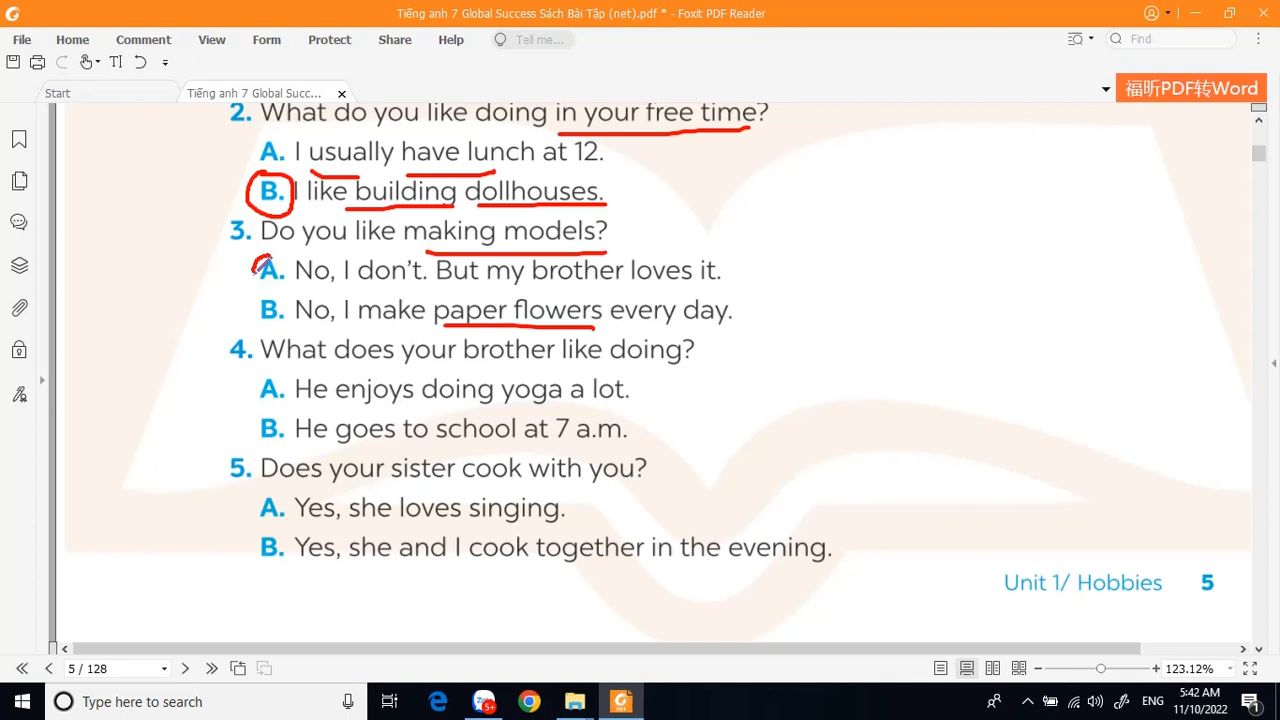 Tiếng anh 7 Global Success Sách Bài Tập (net).pdf * - Foxit PDF Reader
File Home Comment View Form Protect Share Help Tell me... Find
Start Tiếng anh 7 Global Succ... 福昕PDF转Word
2. What do you like doing in your free time?
A. I usually have lunch at 12.
B. I like building dollhouses.
3. Do you like making models?
A. No, I don't. But my brother loves it.
B. No, I make paper flowers every day.
4. What does your brother like doing?
A. He enjoys doing yoga a lot.
B. He goes to school at 7 a.m.
5. Does your sister cook with you?
A. Yes, she loves singing.
B. Yes, she and I cook together in the evening.
Unit 1/ Hobbies 5
5 / 128 123.12%
Type here to search 5+ ENG 5:42 AM 1
11/10/2022